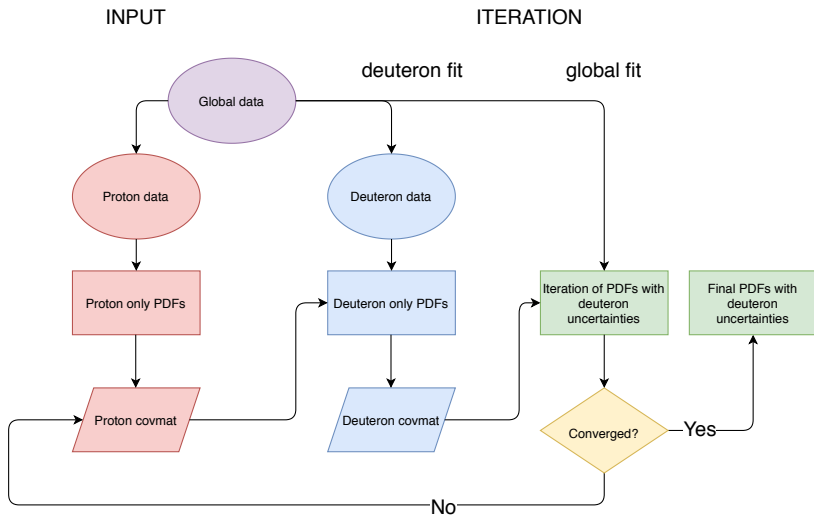 INPUT
ITERATION
deuteron fit
global fit
Global data
Proton data
Deuteron data
Proton only PDFs
Deuteron only PDFs
Iteration of PDFs with
deuteron
uncertainties
Final PDFs with
deuteron
uncertainties
Proton covmat
Deuteron covmat
Converged?
Yes
No